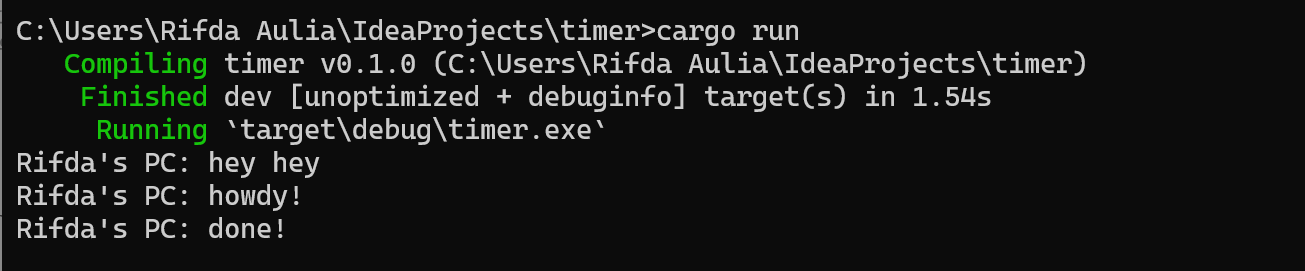 C:\Users\Rifda Aulia\IdeaProjects\timer>cargo run
Compiling timer v0.1.0 (C:\Users\Rifda Aulia\IdeaProjects\timer)
Finished dev [unoptimized + debuginfo] target(s) in 1.54s
Running `target\debug\timer.exe`
Rifda's PC: hey hey
Rifda's PC: howdy!
Rifda's PC: done!